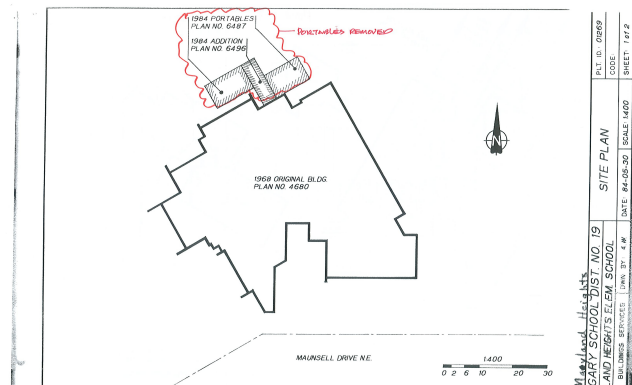 1984 PORTABLES
PLAN NO. 6487
1984 ADDITION
PLAN NO. 6496
PORTABLES REMOVED
1968 ORIGINAL BLDG.
PLAN NO. 4680
MAUNSELL DRIVE N.E.
1:400
0 2 6 10 20 30
PLT. ID: 01269
CODE:
SHEET: 1 of 2
SITE PLAN
DATE: 84-05-30
SCALE: 1:400
GARY SCHOOL DIST. NO. 19
AND HEIGHTS ELEM. SCHOOL
BUILDINGS SERVICES
DWN BY
Maryland Heights